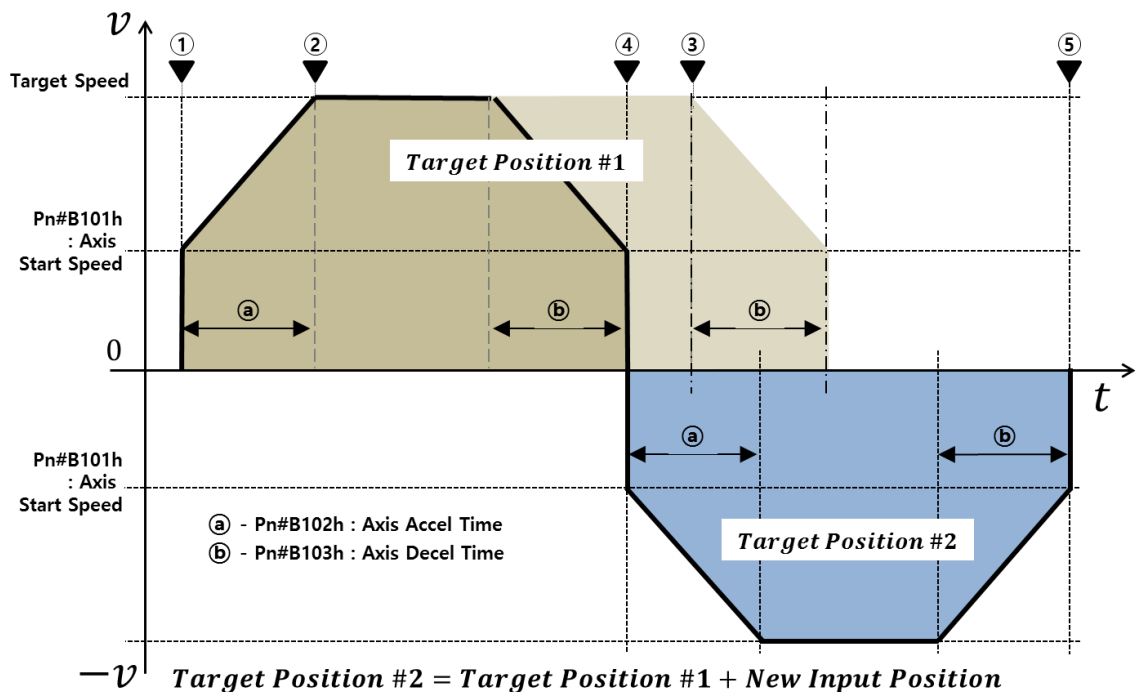 v
① ② ④ ③ ⑤
Target Speed
Target Position #1
Pn#B101h
: Axis
Start Speed
ⓐ ⓑ ⓑ
0
t
ⓐ ⓑ
Pn#B101h
: Axis
Start Speed
ⓐ - Pn#B102h : Axis Accel Time
ⓑ - Pn#B103h : Axis Decel Time
Target Position #2
−v
Target Position #2 = Target Position #1 + New Input Position